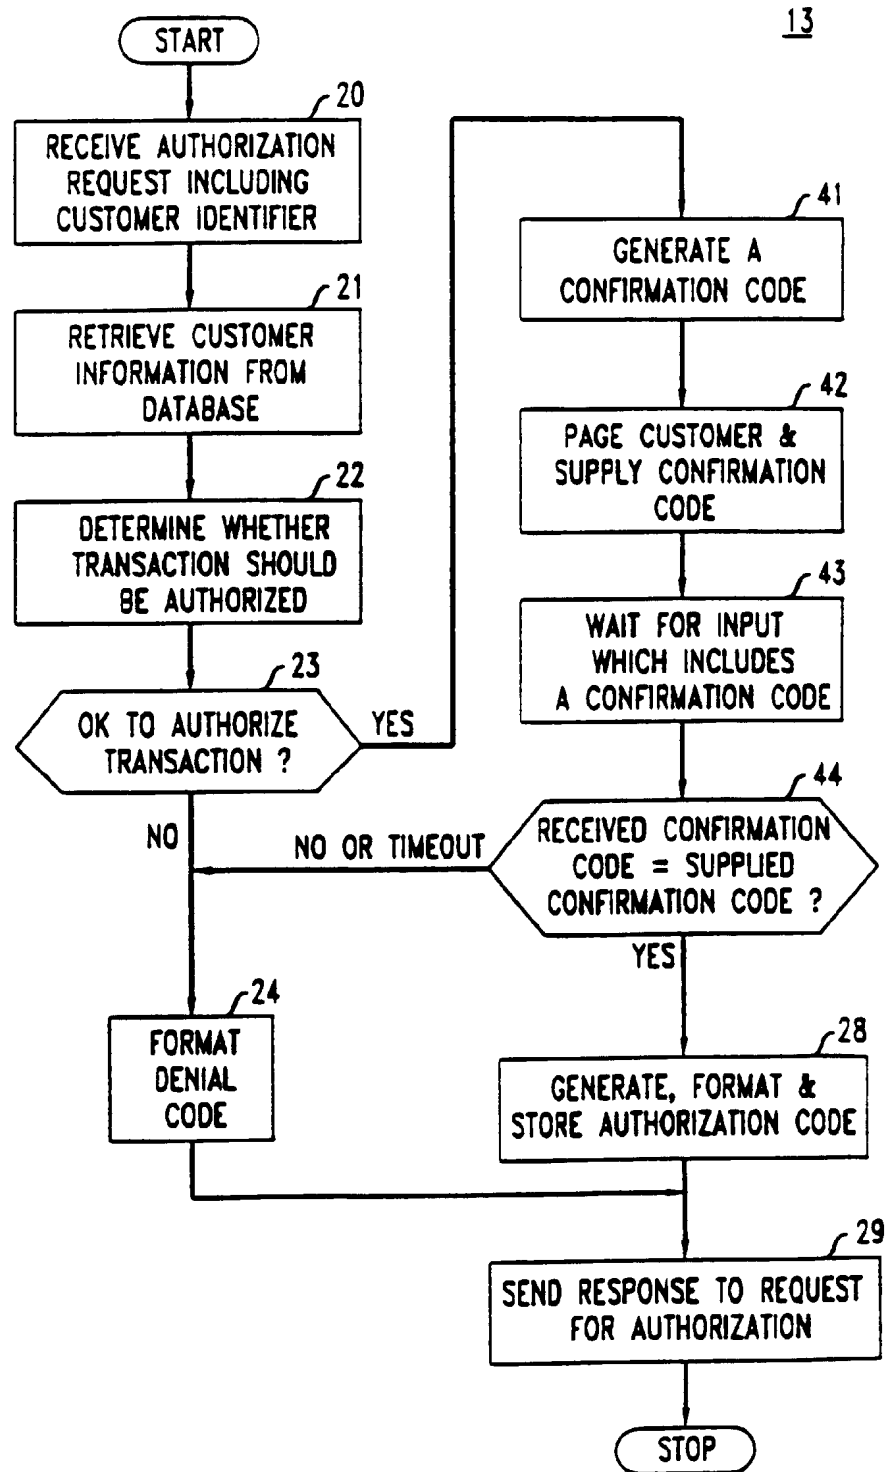 13
START
20
RECEIVE AUTHORIZATION
REQUEST INCLUDING
CUSTOMER IDENTIFIER
21
RETRIEVE CUSTOMER
INFORMATION FROM
DATABASE
22
DETERMINE WHETHER
TRANSACTION SHOULD
BE AUTHORIZED
23
OK TO AUTHORIZE
TRANSACTION ?
YES
NO
41
GENERATE A
CONFIRMATION CODE
42
PAGE CUSTOMER &
SUPPLY CONFIRMATION
CODE
43
WAIT FOR INPUT
WHICH INCLUDES
A CONFIRMATION CODE
44
RECEIVED CONFIRMATION
CODE = SUPPLIED
CONFIRMATION CODE ?
NO OR TIMEOUT
YES
24
FORMAT
DENIAL
CODE
28
GENERATE, FORMAT &
STORE AUTHORIZATION CODE
29
SEND RESPONSE TO REQUEST
FOR AUTHORIZATION
STOP